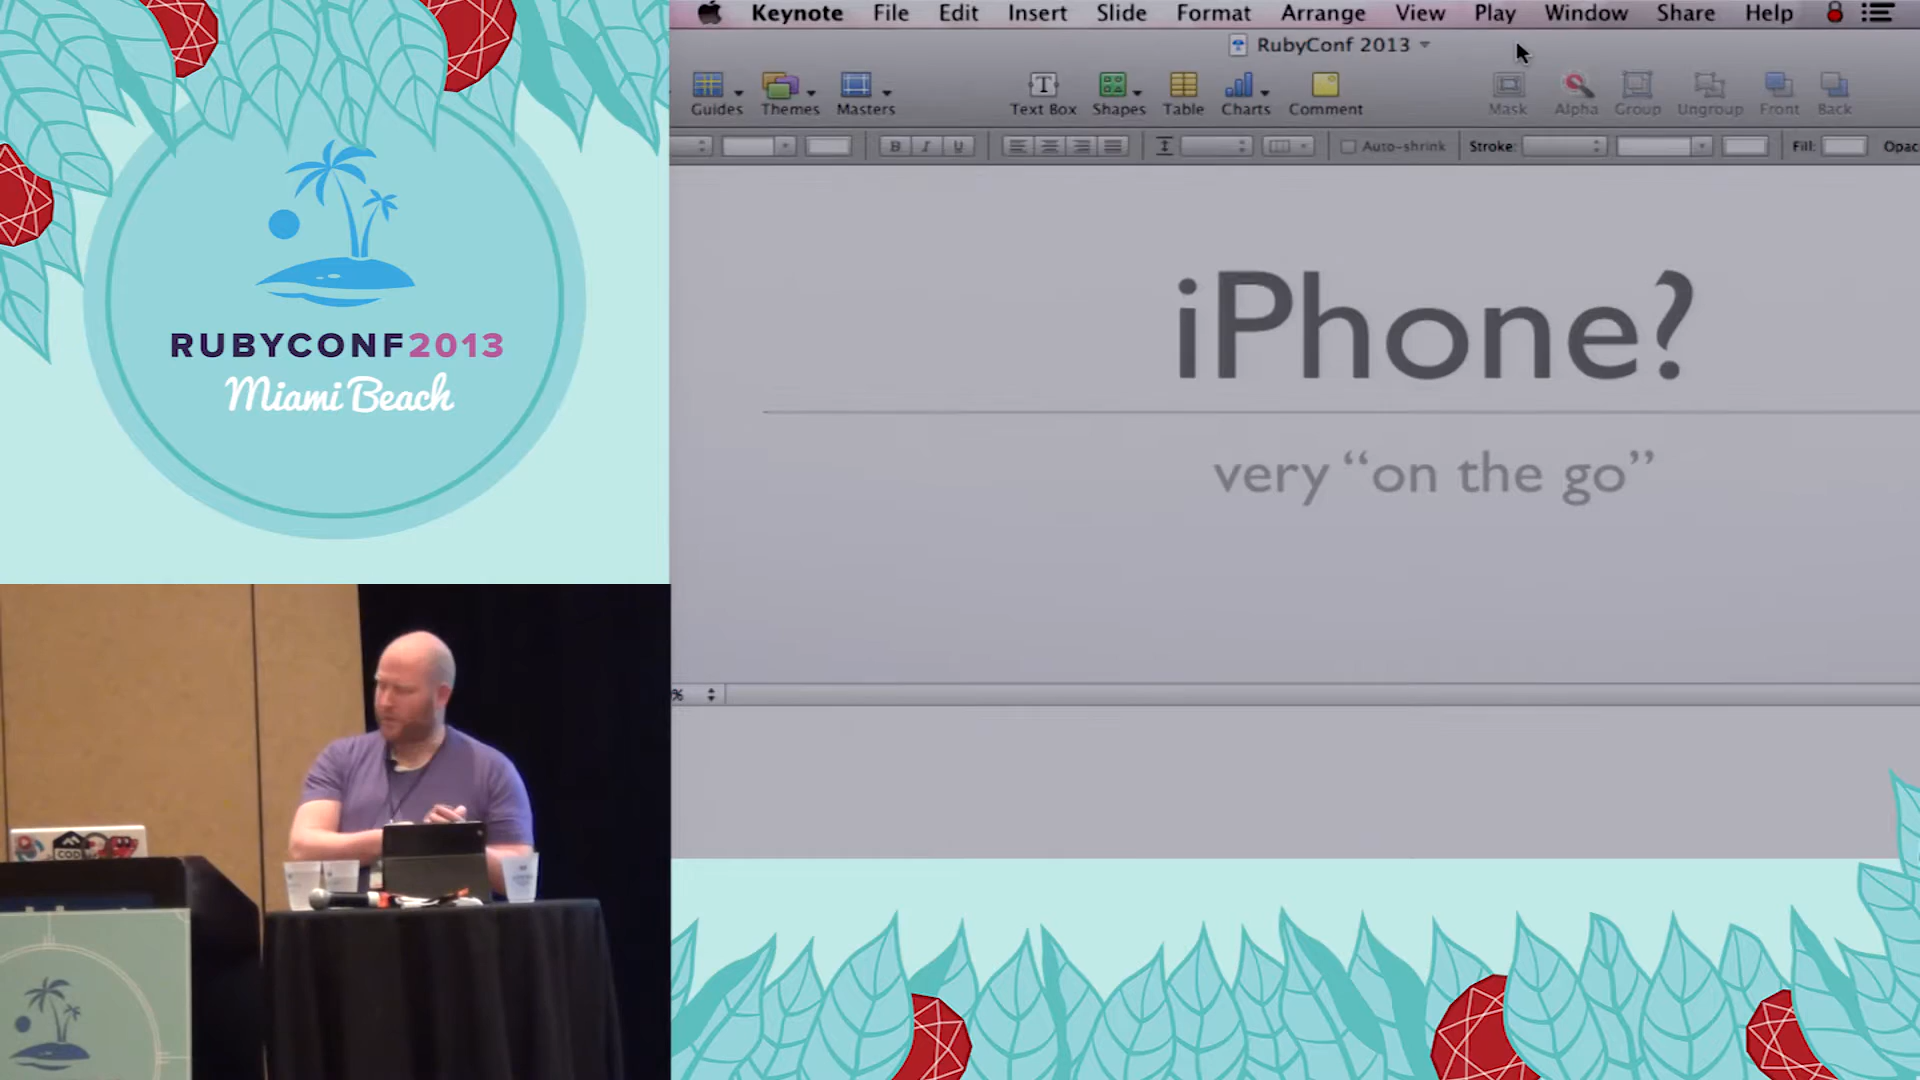 RUBYCONF2013
Miami Beach
Keynote File Edit Insert Slide Format Arrange View Play Window Share Help
RubyConf 2013
Guides Themes Masters Text Box Shapes Table Charts Comment Mask Alpha Group Ungroup Front Back
B I U Auto-shrink Stroke: Fill: Opac
iPhone?
very “on the go”
%